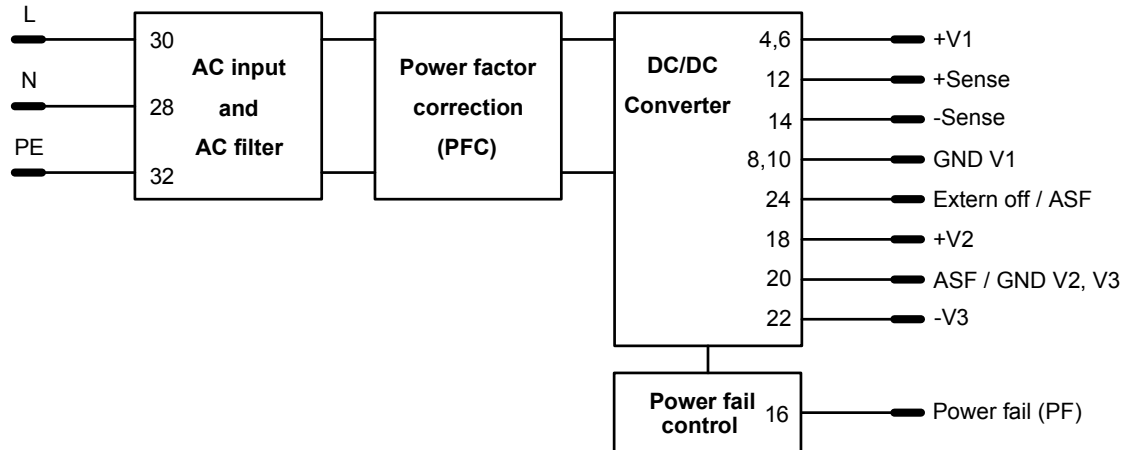 L
N
PE
30
28
32
AC input
and
AC filter
Power factor
correction
(PFC)
DC/DC
Converter
4,6
12
14
8,10
24
18
20
22
+V1
+Sense
-Sense
GND V1
Extern off / ASF
+V2
ASF / GND V2, V3
-V3
Power fail
control
16
Power fail (PF)